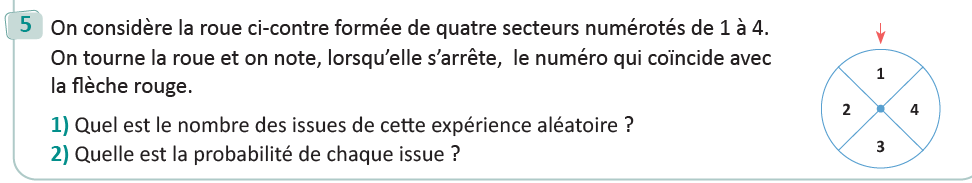 5 On considère la roue ci-contre formée de quatre secteurs numérotés de 1 à 4.
On tourne la roue et on note, lorsqu'elle s'arrête, le numéro qui coïncide avec
la flèche rouge.
1) Quel est le nombre des issues de cette expérience aléatoire ?
2) Quelle est la probabilité de chaque issue ?
1
2 4
3